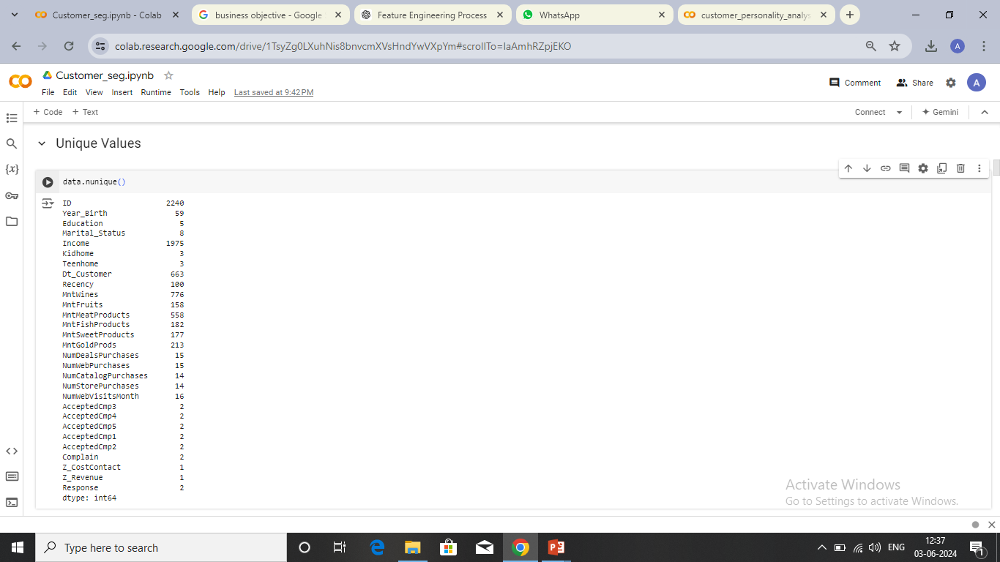 Customer_seg.ipynb - Colab
business objective - Google
Feature Engineering Process
WhatsApp
customer_personality_analys
colab.research.google.com/drive/1TsyZg0LXuhNis8bnvcmXVsHndYwVXpYm#scrollTo=IaAmhRZpjEKO
A
Customer_seg.ipynb
File Edit View Insert Runtime Tools Help Last saved at 9:42 PM
Comment Share A
+ Code + Text
Connect Gemini
Unique Values
{x}
data.nunique()
ID 2240
Year_Birth 59
Education 5
Marital_Status 8
Income 1975
Kidhome 3
Teenhome 3
Dt_Customer 663
Recency 100
MntWines 776
MntFruits 158
MntMeatProducts 558
MntFishProducts 182
MntSweetProducts 177
MntGoldProds 213
NumDealsPurchases 15
NumWebPurchases 15
NumCatalogPurchases 14
NumStorePurchases 14
NumWebVisitsMonth 16
AcceptedCmp3 2
AcceptedCmp4 2
AcceptedCmp5 2
AcceptedCmp1 2
AcceptedCmp2 2
Complain 2
Z_CostContact 1
Z_Revenue 1
Response 2
dtype: int64
Activate Windows
Go to Settings to activate Windows.
Type here to search
ENG
12:37
03-06-2024
1